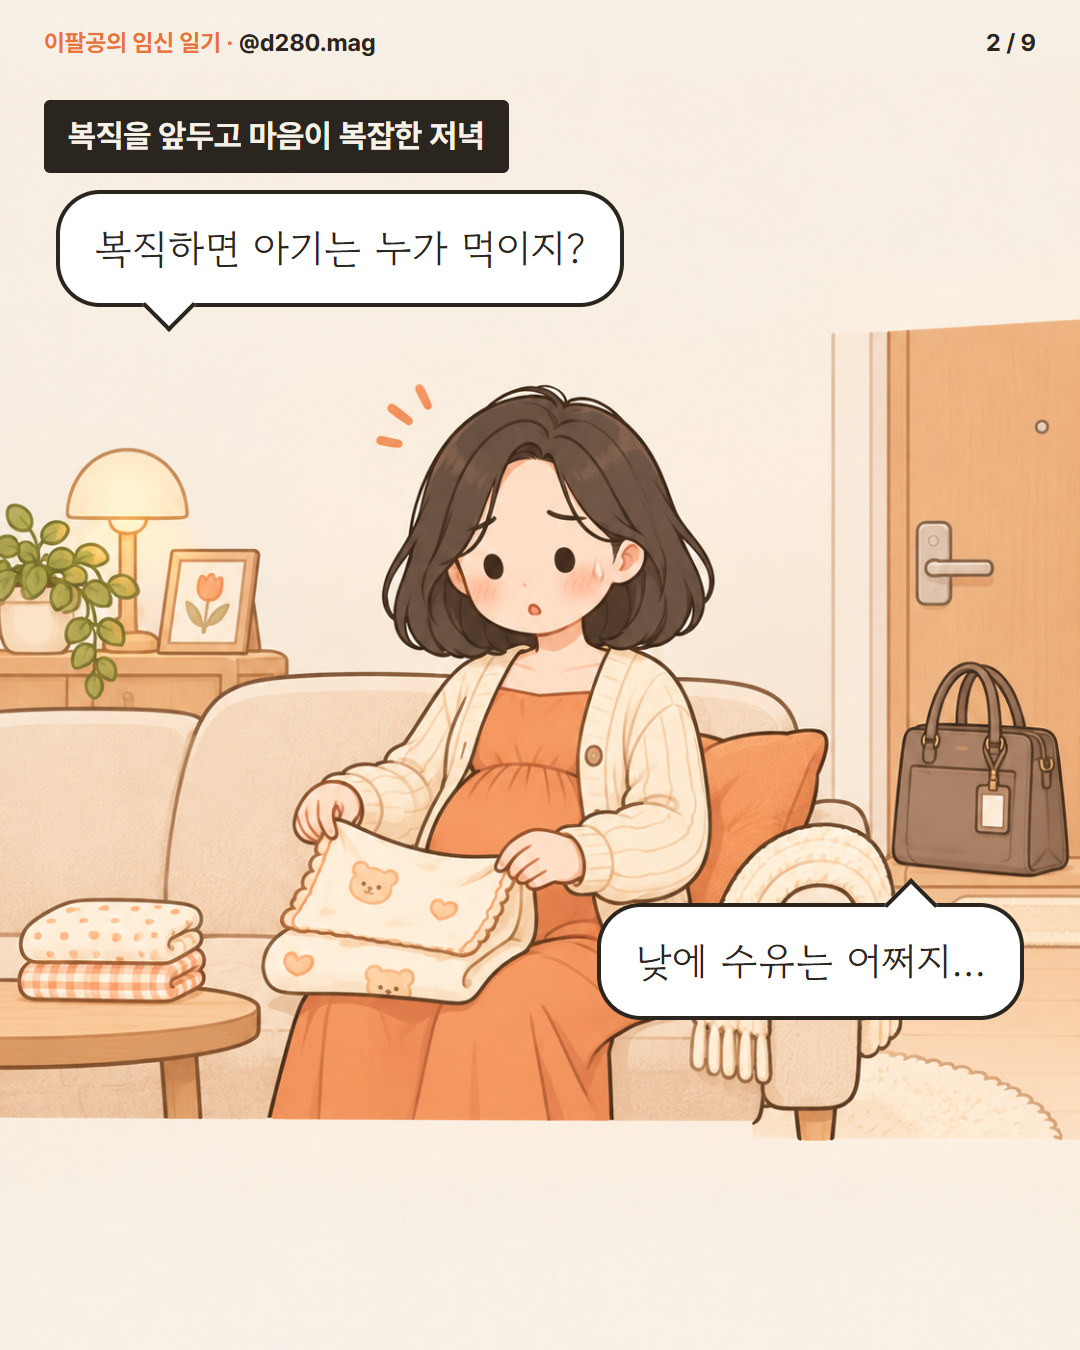 이팔공의 임신 일기 · @d280.mag
2 / 9
복직을 앞두고 마음이 복잡한 저녁
복직하면 아기는 누가 먹이지?
낮에 수유는 어쩌지...